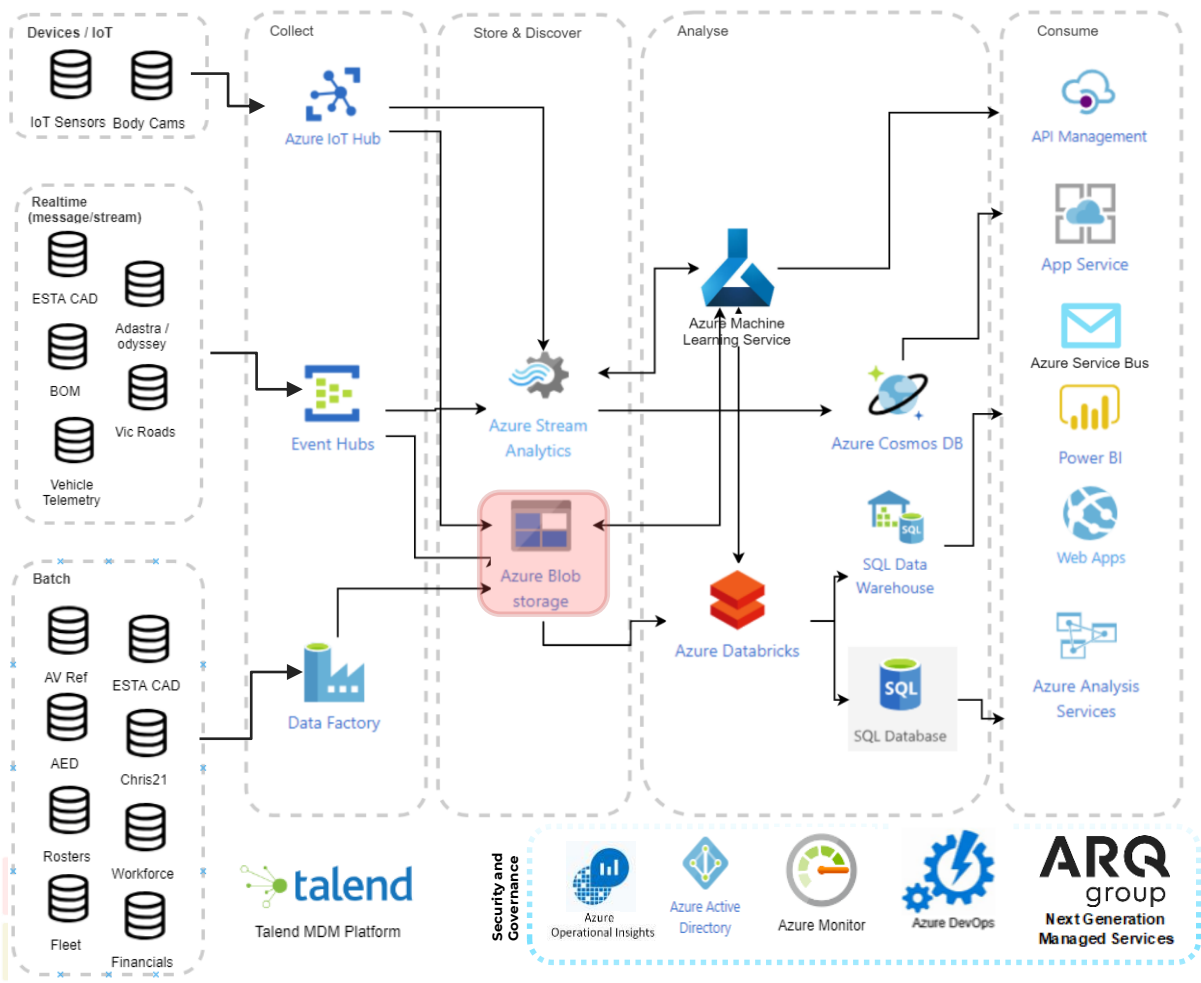 Devices / IoT
IoT Sensors
Body Cams
Realtime
(message/stream)
ESTA CAD
Adastra /
odyssey
BOM
Vic Roads
Vehicle
Telemetry
Batch
AV Ref
ESTA CAD
AED
Chris21
Rosters
Workforce
Fleet
Financials
Collect
Azure IoT Hub
Event Hubs
Data Factory
Store & Discover
Azure Stream
Analytics
Azure Blob
storage
Analyse
Azure Machine
Learning Service
Azure Cosmos DB
SQL
SQL Data
Warehouse
Azure Databricks
SQL
SQL Database
Consume
API Management
App Service
Azure Service Bus
Power BI
Web Apps
Azure Analysis
Services
talend
Talend MDM Platform
Security and
Governance
Azure
Operational Insights
Azure Active
Directory
Azure Monitor
Azure DevOps
ARQ
group
Next Generation
Managed Services